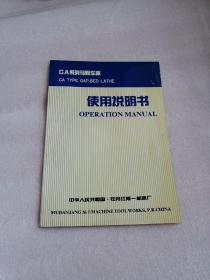 CA系列马鞍车床
CA TYPE GAP-BED LATHE
使用说明书
OPERATION MANUAL
中华人民共和国·牡丹江第一机床厂
MUDANJIANG № 1 MACHINE TOOL WORKS, P.R.CHINA